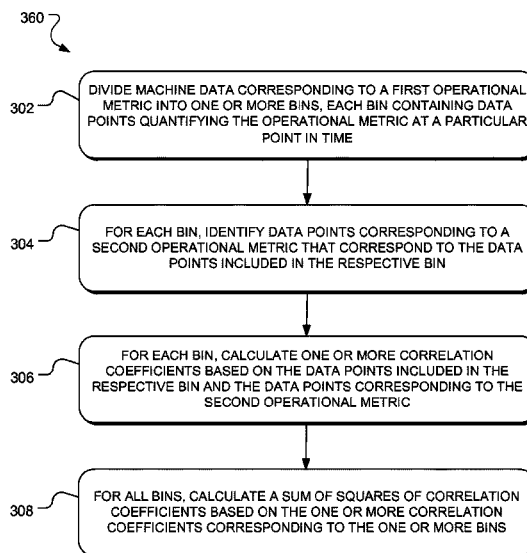 360
302
DIVIDE MACHINE DATA CORRESPONDING TO A FIRST OPERATIONAL
METRIC INTO ONE OR MORE BINS, EACH BIN CONTAINING DATA
POINTS QUANTIFYING THE OPERATIONAL METRIC AT A PARTICULAR
POINT IN TIME
304
FOR EACH BIN, IDENTIFY DATA POINTS CORRESPONDING TO A
SECOND OPERATIONAL METRIC THAT CORRESPOND TO THE DATA
POINTS INCLUDED IN THE RESPECTIVE BIN
306
FOR EACH BIN, CALCULATE ONE OR MORE CORRELATION
COEFFICIENTS BASED ON THE DATA POINTS INCLUDED IN THE
RESPECTIVE BIN AND THE DATA POINTS CORRESPONDING TO THE
SECOND OPERATIONAL METRIC
308
FOR ALL BINS, CALCULATE A SUM OF SQUARES OF CORRELATION
COEFFICIENTS BASED ON THE ONE OR MORE CORRELATION
COEFFICIENTS CORRESPONDING TO THE ONE OR MORE BINS